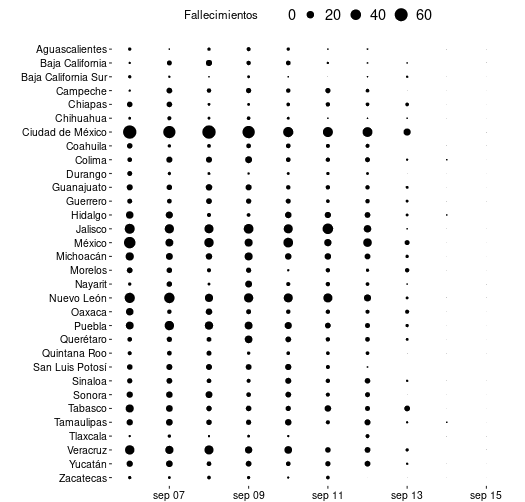 Fallecimientos 0 20 40 60
Aguascalientes
Baja California
Baja California Sur
Campeche
Chiapas
Chihuahua
Ciudad de México
Coahuila
Colima
Durango
Guanajuato
Guerrero
Hidalgo
Jalisco
México
Michoacán
Morelos
Nayarit
Nuevo León
Oaxaca
Puebla
Querétaro
Quintana Roo
San Luis Potosí
Sinaloa
Sonora
Tabasco
Tamaulipas
Tlaxcala
Veracruz
Yucatán
Zacatecas
sep 07 sep 09 sep 11 sep 13 sep 15